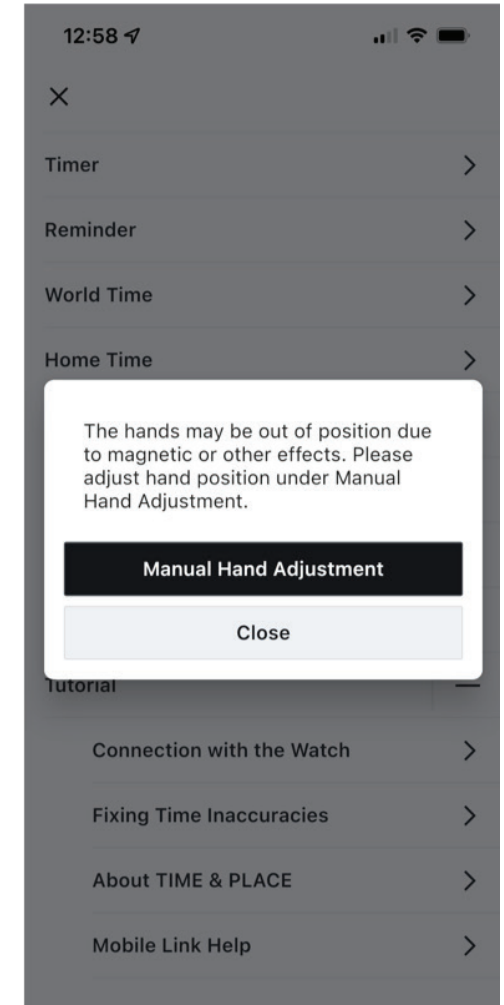 12:58
Timer
Reminder
World Time
Home Time
The hands may be out of position due
to magnetic or other effects. Please
adjust hand position under Manual
Hand Adjustment.
Manual Hand Adjustment
Close
Tutorial
Connection with the Watch
Fixing Time Inaccuracies
About TIME & PLACE
Mobile Link Help